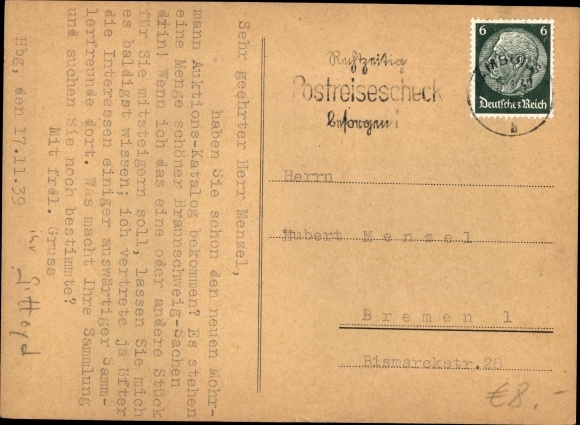 Sehr geehrter Herr Mensel,
haben Sie schon den neuen Mohr-
mann Auktions-Katalog bekommen? Es stehen
eine Menge schöner Braunschweig-Sachen
drin! Wenn ich das eine oder andere Stück
für Sie mitsteigern soll, lassen Sie mich
es baldigst wissen; ich vertrete ja öfter
die Interessen einiger auswärtiger Samm-
lerfreunde dort. Was macht Ihre Sammlung
und suchen Sie noch bestimmte?
Mit frdl. Gruss
Hbg, den 17.11.39
ihr
Rechtzeitig
Postreisescheck
besorgen!
6 6
Deutsches Reich
b
Herrn
Hubert Mensel
Bremen 1
Bismarckstr.28
€8.-